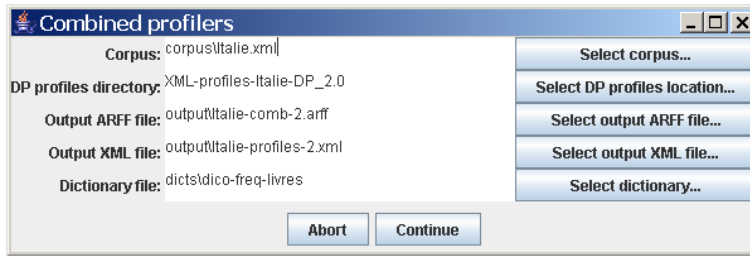 Combined profilers
Corpus: corpus\Italie.xml Select corpus...
DP profiles directory: XML-profiles-Italie-DP_2.0 Select DP profiles location...
Output ARFF file: output\Italie-comb-2.arff Select output ARFF file...
Output XML file: output\Italie-profiles-2.xml Select output XML file...
Dictionary file: dicts\dico-freq-livres Select dictionary...
Abort Continue